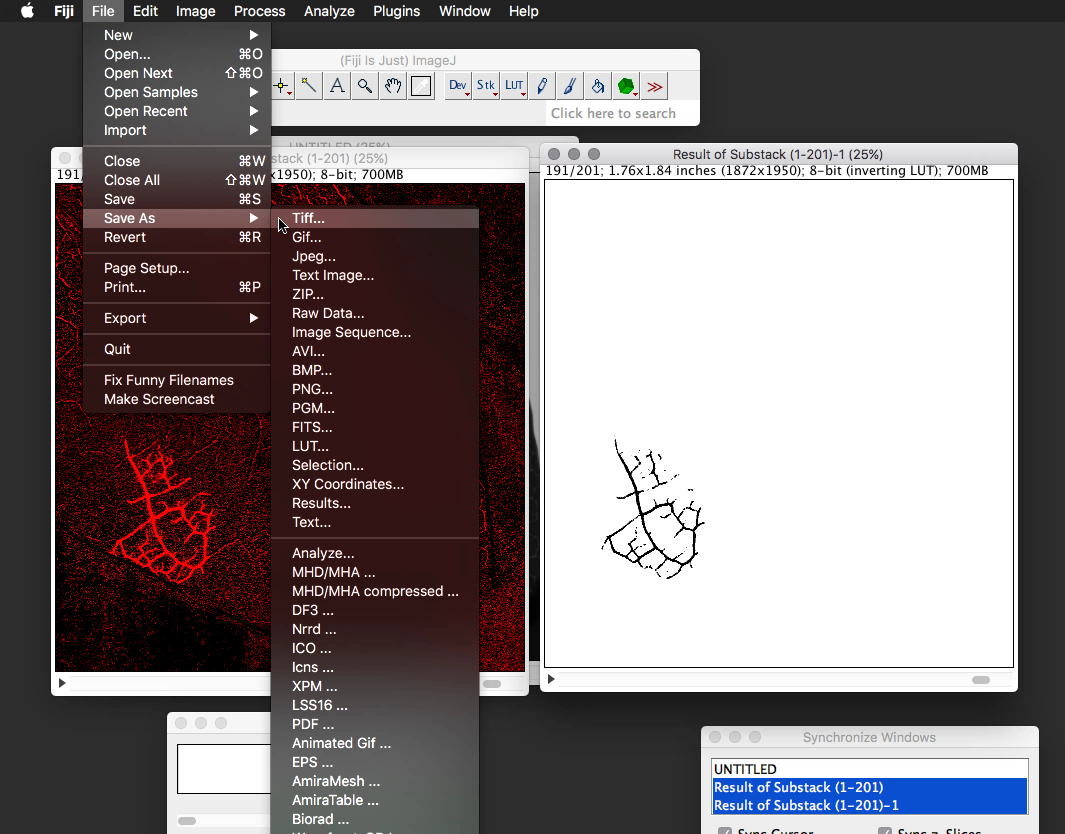 Fiji File Edit Image Process Analyze Plugins Window Help
New
Open... ⌘O
Open Next ⇧⌘O
Open Samples
Open Recent
Import
Close ⌘W
Close All ⇧⌘W
Save ⌘S
Save As
Revert ⌘R
Page Setup...
Print... ⌘P
Export
Quit
Fix Funny Filenames
Make Screencast
(Fiji Is Just) ImageJ
Dev Stk LUT
Click here to search
UNTITLED (25%)
stack (1-201) (25%)
191/ x1950); 8-bit; 700MB
Tiff...
Gif...
Jpeg...
Text Image...
ZIP...
Raw Data...
Image Sequence...
AVI...
BMP...
PNG...
PGM...
FITS...
LUT...
Selection...
XY Coordinates...
Results...
Text...
Analyze...
MHD/MHA ...
MHD/MHA compressed ...
DF3 ...
Nrrd ...
ICO ...
Icns ...
XPM ...
LSS16 ...
PDF ...
Animated Gif ...
EPS ...
AmiraMesh ...
AmiraTable ...
Biorad ...
Result of Substack (1-201)-1 (25%)
191/201; 1.76x1.84 inches (1872x1950); 8-bit (inverting LUT); 700MB
Synchronize Windows
UNTITLED
Result of Substack (1-201)
Result of Substack (1-201)-1
Sync Cursor Sync z-Slices